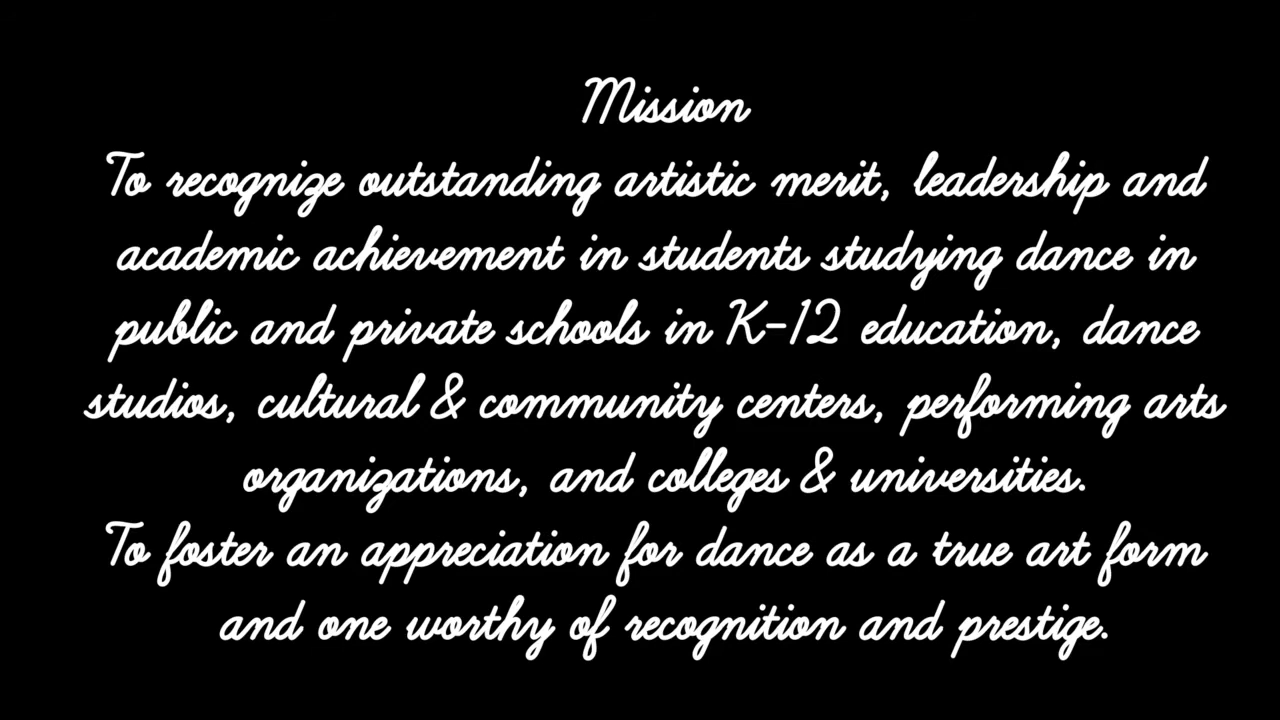 Mission
To recognize outstanding artistic merit, leadership and
academic achievement in students studying dance in
public and private schools in K-12 education, dance
studios, cultural & community centers, performing arts
organizations, and colleges & universities.
To foster an appreciation for dance as a true art form
and one worthy of recognition and prestige.